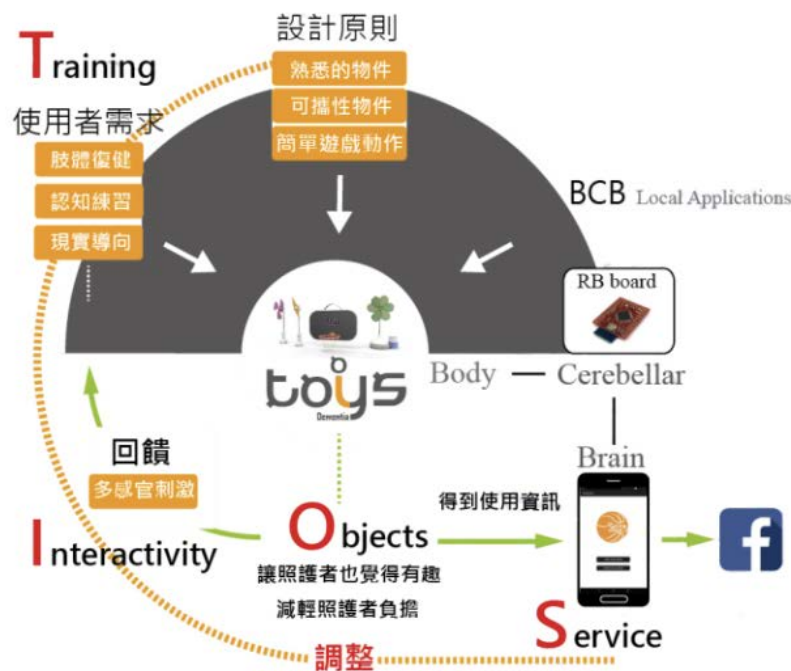 設計原則
熟悉的物件
可攜性物件
簡單遊戲動作
Training
使用者需求
肢體復健
認知練習
現實導向
BCB Local Applications
RB board
toys
Dementia
Body
Cerebellar
Brain
回饋
多感官刺激
Interactivity
Objects
讓照護者也覺得有趣
減輕照護者負擔
得到使用資訊
f
Service
調整